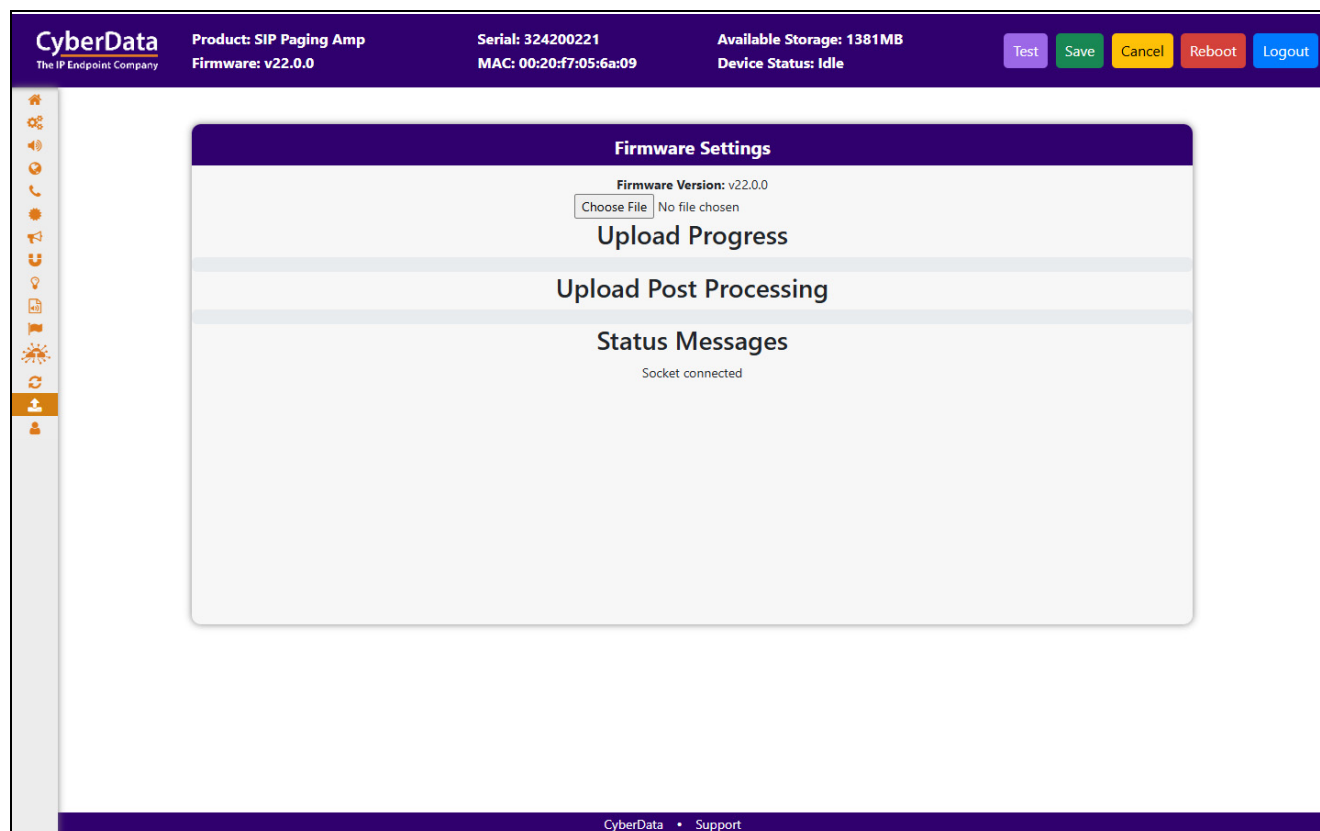 CyberData
The IP Endpoint Company
Product: SIP Paging Amp
Firmware: v22.0.0
Serial: 324200221
MAC: 00:20:f7:05:6a:09
Available Storage: 1381MB
Device Status: Idle
Test
Save
Cancel
Reboot
Logout
Firmware Settings
Firmware Version: v22.0.0
Choose File No file chosen
Upload Progress
Upload Post Processing
Status Messages
Socket connected
CyberData • Support